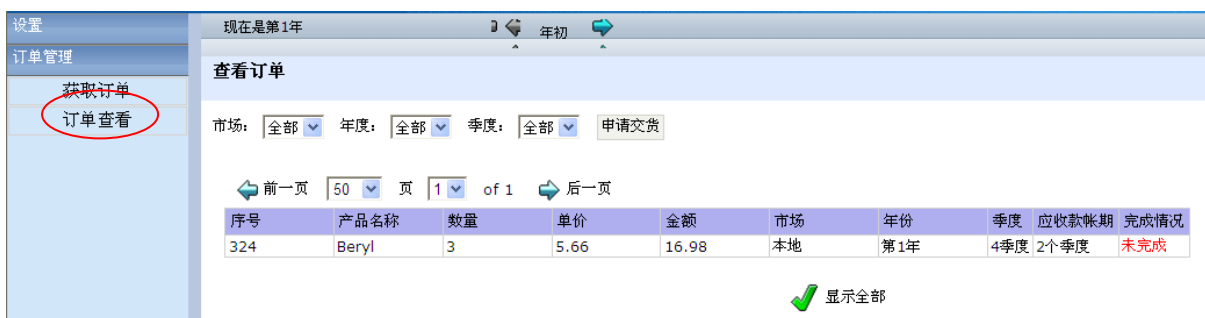 设置
订单管理
获取订单
订单查看
现在是第1年 年初
查看订单
市场: 全部 年度: 全部 季度: 全部 申请交货
前一页 50 页 1 of 1 后一页
序号 产品名称 数量 单价 金额 市场 年份 季度 应收款帐期 完成情况
324 Beryl 3 5.66 16.98 本地 第1年 4季度 2个季度 未完成
显示全部